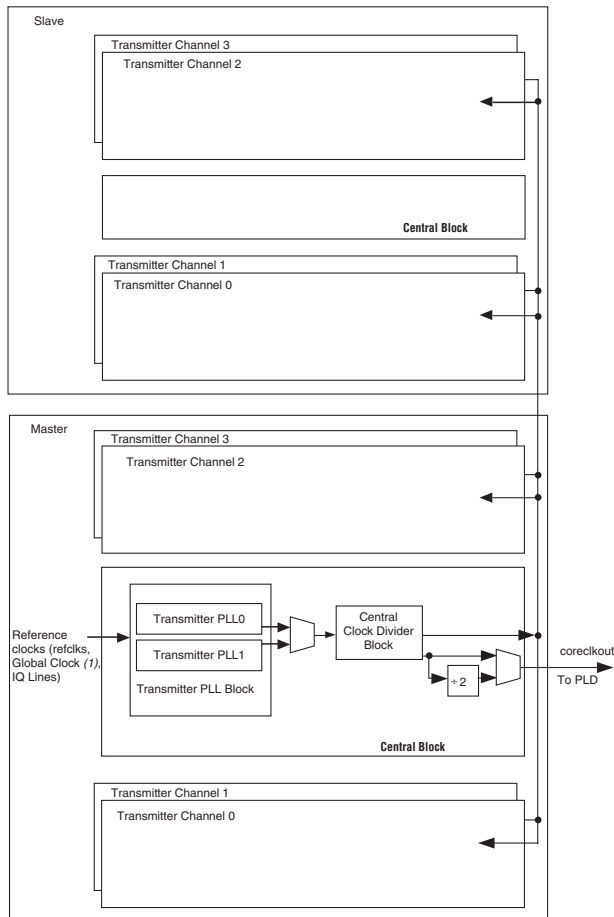 Slave
Transmitter Channel 3
Transmitter Channel 2
Central Block
Transmitter Channel 1
Transmitter Channel 0
Master
Transmitter Channel 3
Transmitter Channel 2
Reference
clocks (refclks,
Global Clock (1),
IQ Lines)
Transmitter PLL0
Transmitter PLL1
Transmitter PLL Block
Central
Clock Divider
Block
÷2
coreclkout
To PLD
Central Block
Transmitter Channel 1
Transmitter Channel 0